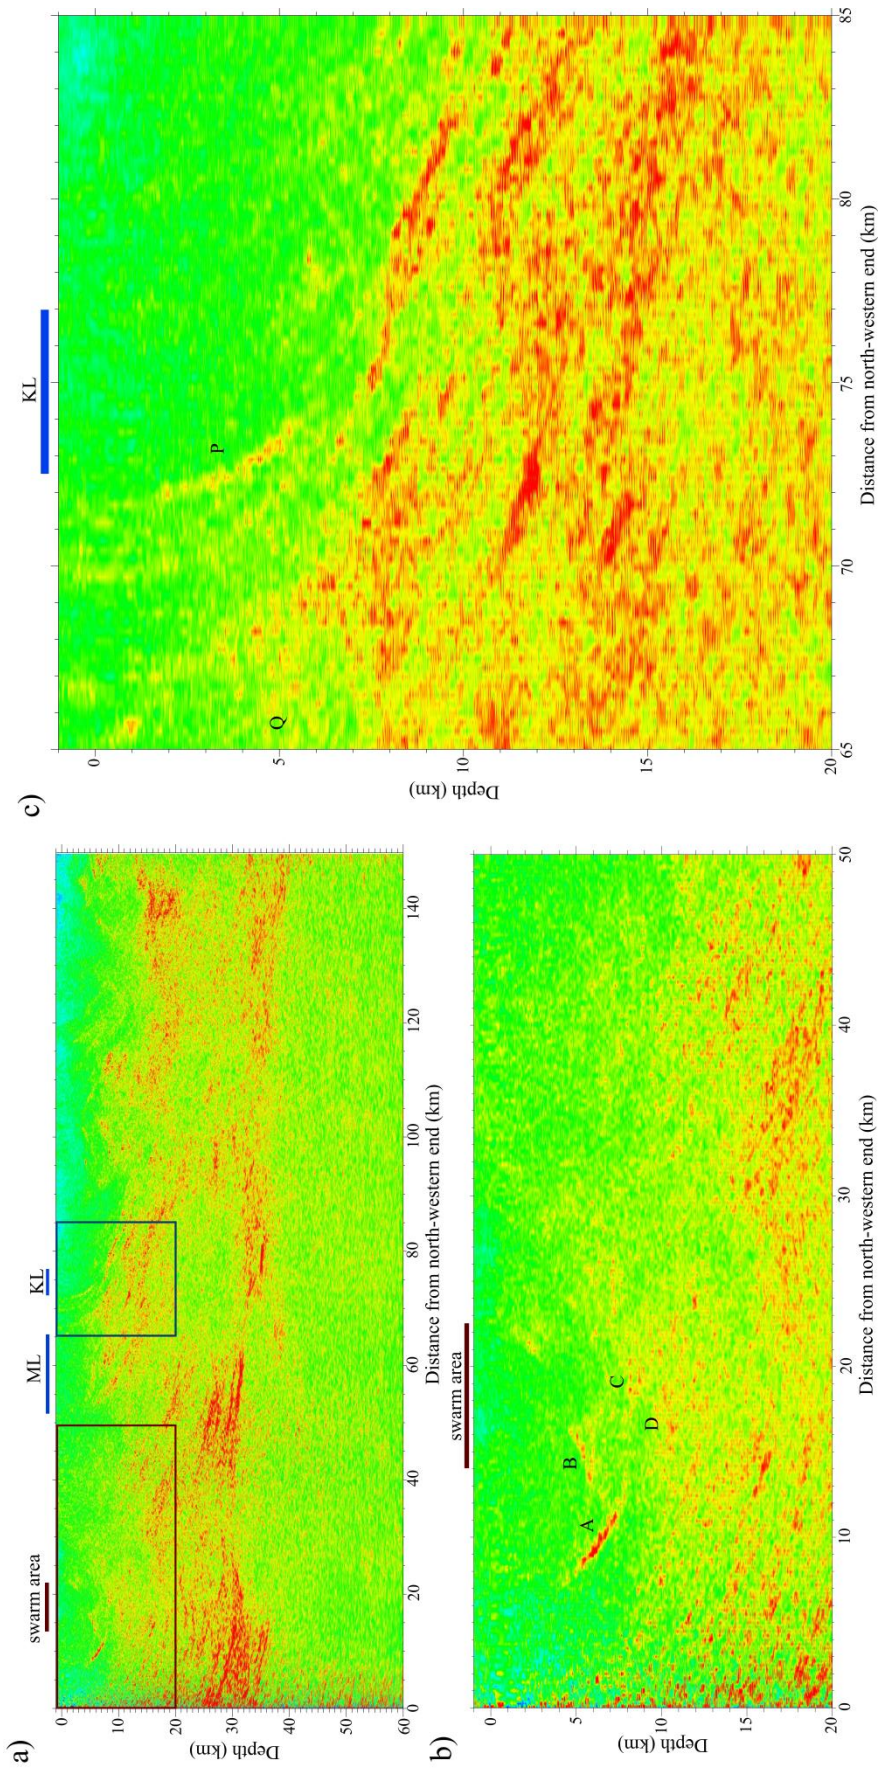 a)
swarm area ML KL
0
10
20
30
40
50
60
Depth (km)
0 20 40 60 80 100 120 140
Distance from north-western end (km)
b)
swarm area
B
A
C
D
0
5
10
15
20
Depth (km)
0 10 20 30 40 50
Distance from north-western end (km)
c)
KL
P
Q
0
5
10
15
20
Depth (km)
65 70 75 80 85
Distance from north-western end (km)